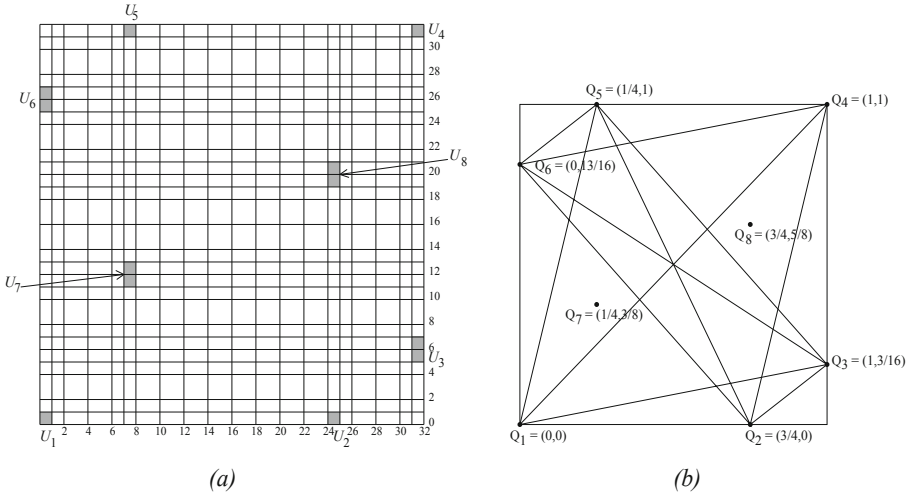 U5
U4
30
28
U6
26
24
22
U8
20
18
16
14
12
U7
10
8
6
U3
4
2
0
U1 2 4 6 8 10 12 14 16 18 20 22 24 U2 28 30 32
(a)
Q5 = (1/4,1)
Q4 = (1,1)
Q6 = (0,13/16)
Q8 = (3/4,5/8)
Q7 = (1/4,3/8)
Q3 = (1,3/16)
Q1 = (0,0)
Q2 = (3/4,0)
(b)